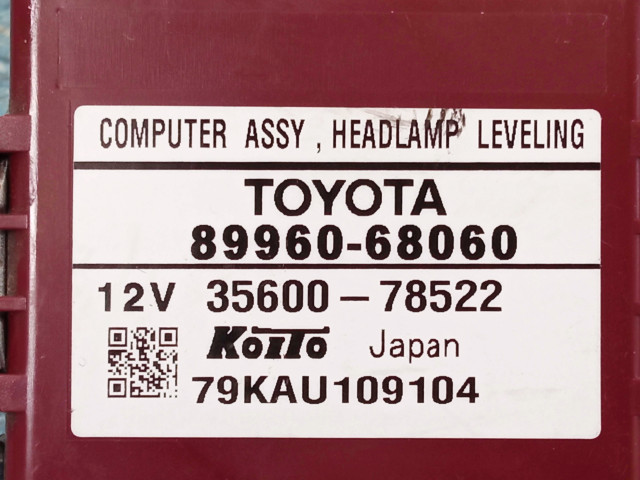 COMPUTER ASSY , HEADLAMP LEVELING
TOYOTA
89960-68060
12V 35600-78522
KOITO Japan
79KAU109104